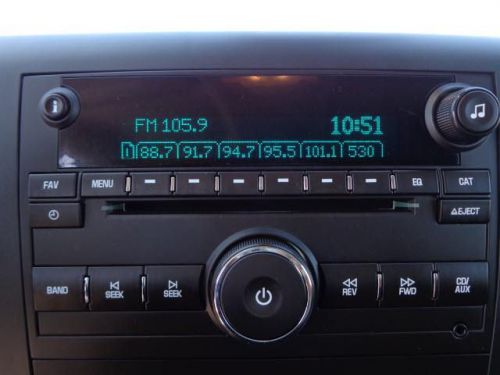 FM 105.9 10:51
1 88.7 91.7 94.7 95.5 101.1 530
FAV MENU EQ CAT
EJECT
BAND SEEK SEEK REV FWD CD/AUX